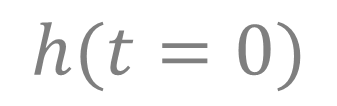 h(t = 0)